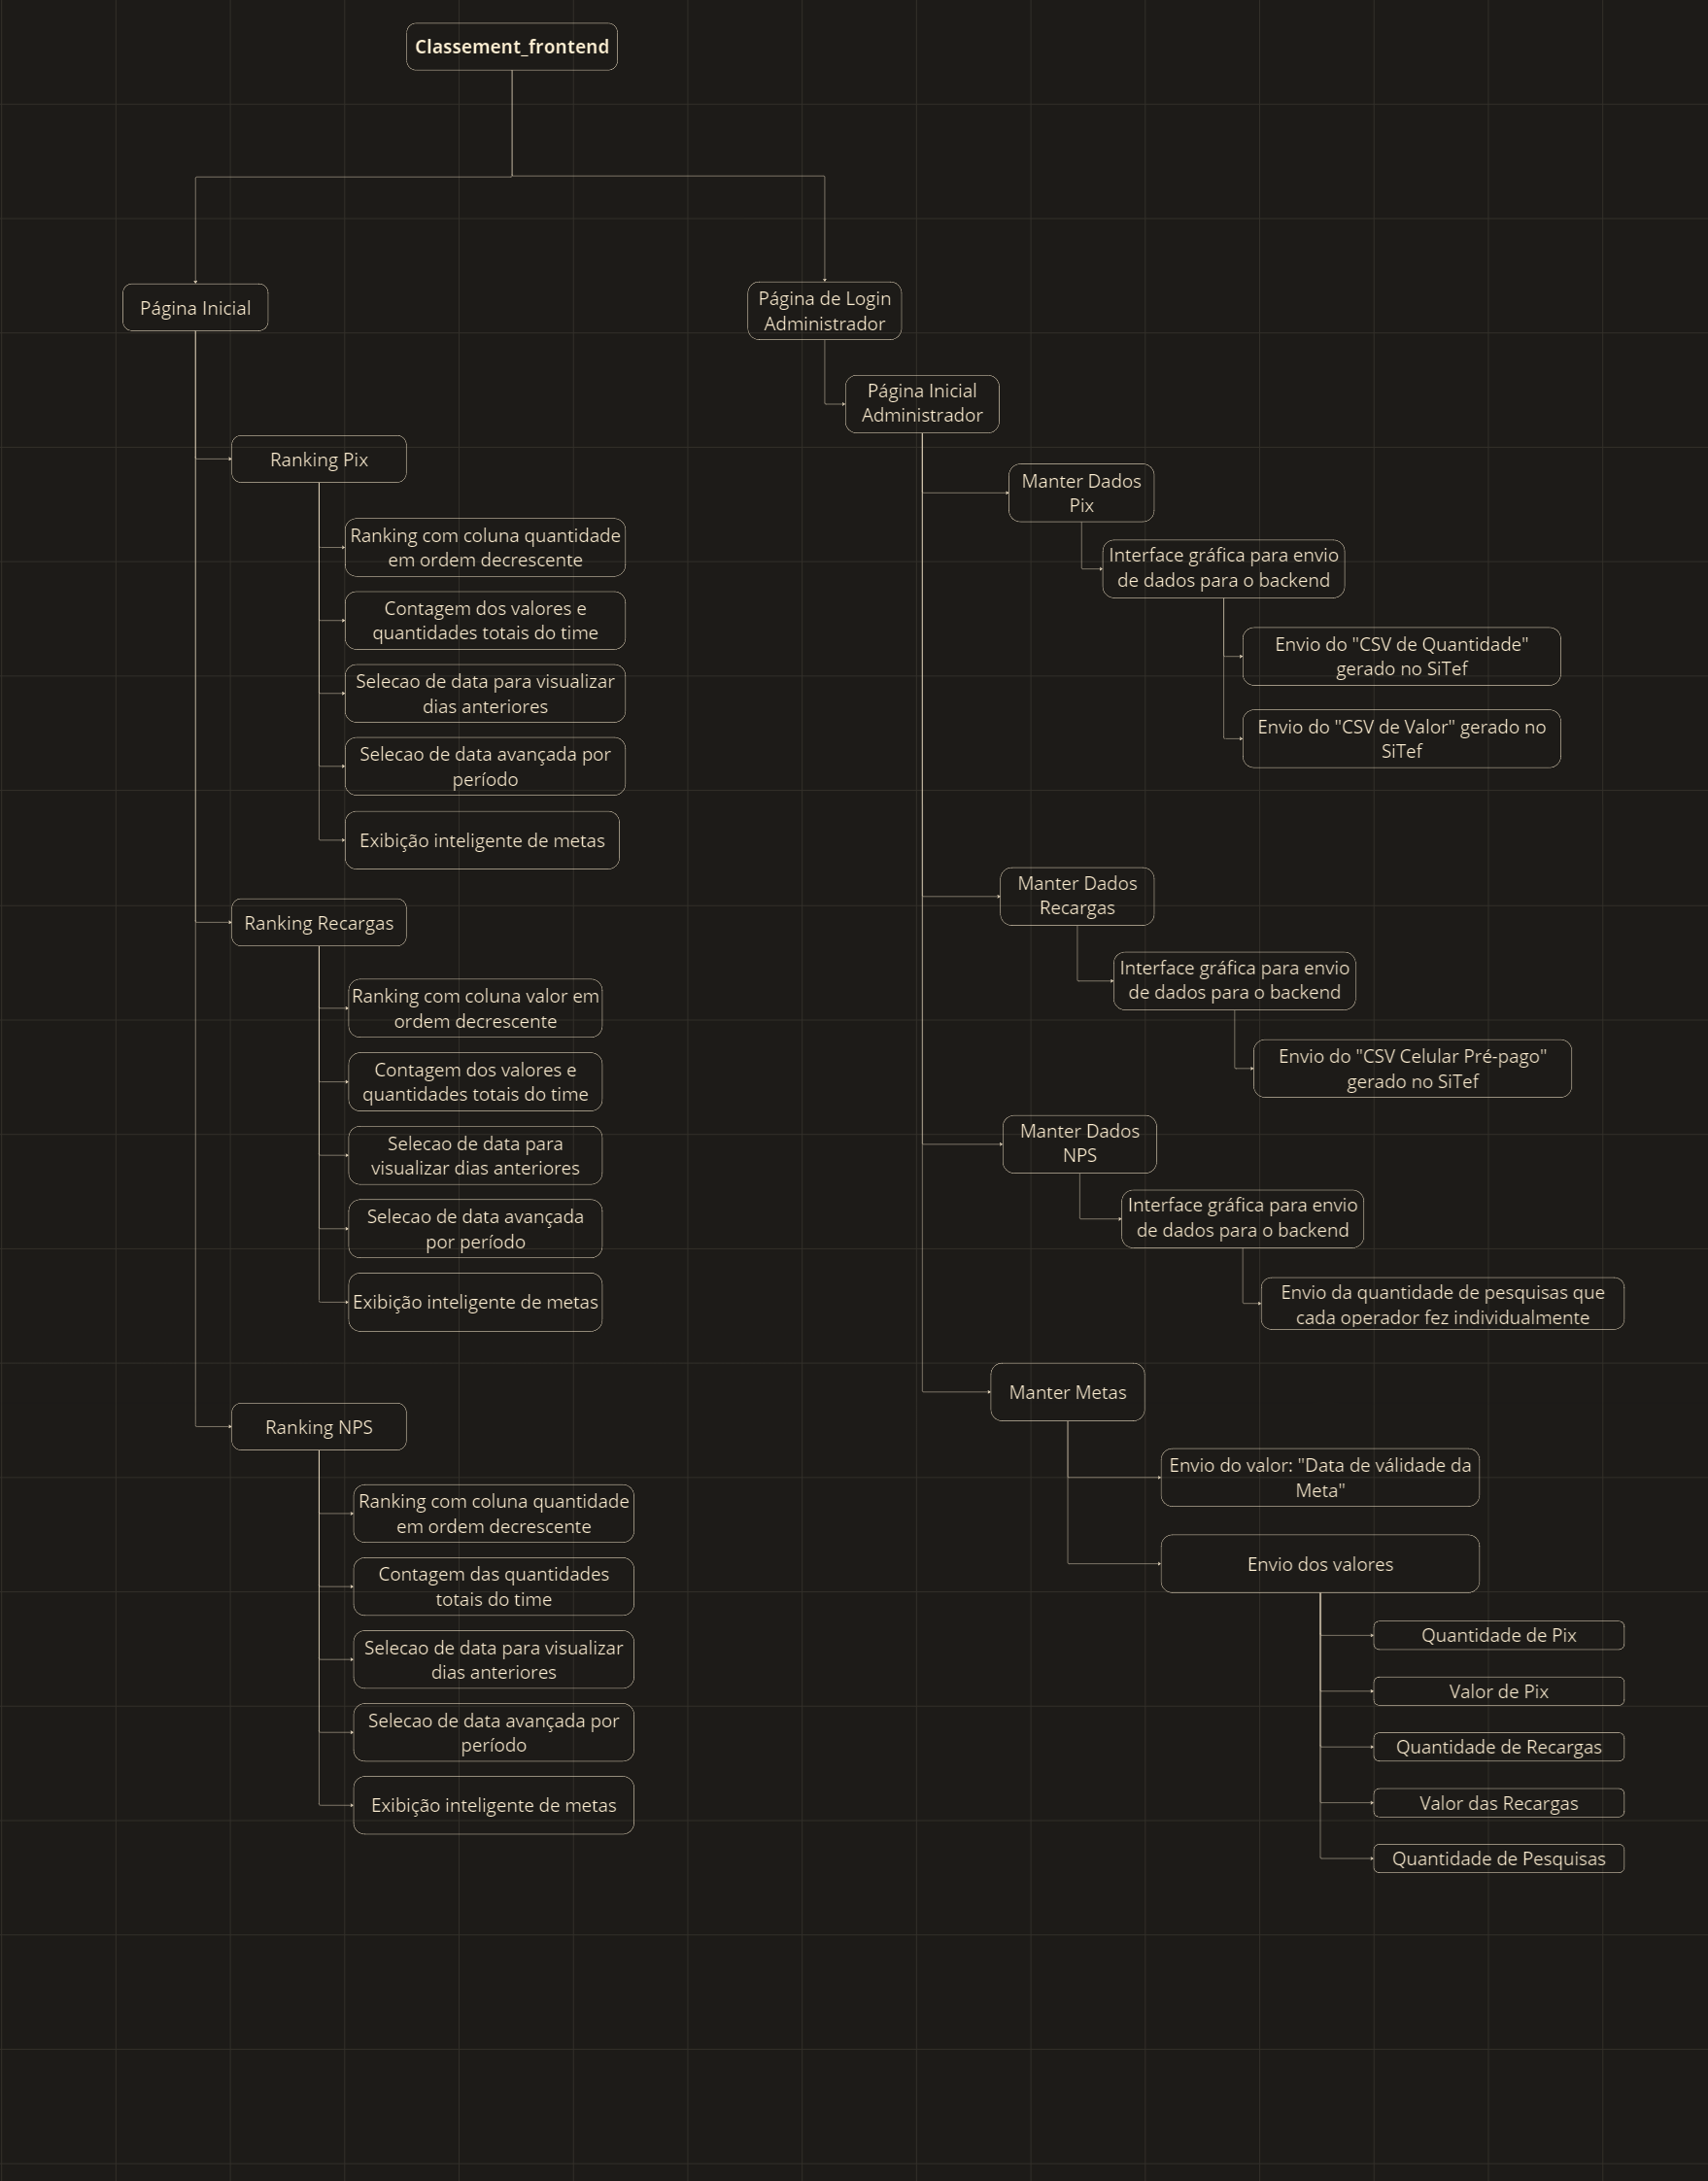 Classement_frontend
Página Inicial
Ranking Pix
Ranking com coluna quantidade
em ordem decrescente
Contagem dos valores e
quantidades totais do time
Selecao de data para visualizar
dias anteriores
Selecao de data avançada por
período
Exibição inteligente de metas
Ranking Recargas
Ranking com coluna valor em
ordem decrescente
Contagem dos valores e
quantidades totais do time
Selecao de data para
visualizar dias anteriores
Selecao de data avançada
por período
Exibição inteligente de metas
Ranking NPS
Ranking com coluna quantidade
em ordem decrescente
Contagem das quantidades
totais do time
Selecao de data para visualizar
dias anteriores
Selecao de data avançada por
período
Exibição inteligente de metas
Página de Login
Administrador
Página Inicial
Administrador
Manter Dados
Pix
Interface gráfica para envio
de dados para o backend
Envio do "CSV de Quantidade"
gerado no SiTef
Envio do "CSV de Valor" gerado no
SiTef
Manter Dados
Recargas
Interface gráfica para envio
de dados para o backend
Envio do "CSV Celular Pré-pago"
gerado no SiTef
Manter Dados
NPS
Interface gráfica para envio
de dados para o backend
Envio da quantidade de pesquisas que
cada operador fez individualmente
Manter Metas
Envio do valor: "Data de válidade da
Meta"
Envio dos valores
Quantidade de Pix
Valor de Pix
Quantidade de Recargas
Valor das Recargas
Quantidade de Pesquisas